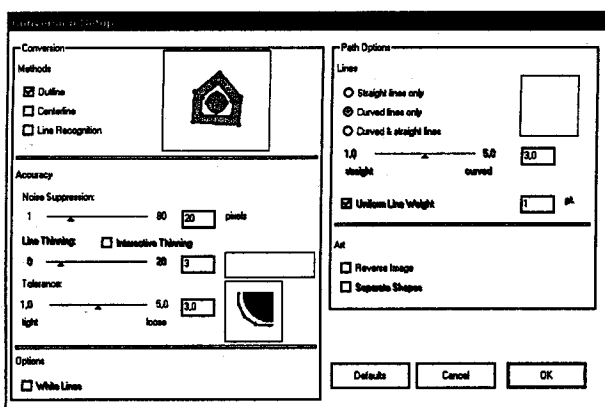 Conversion Setup
Conversion
Methods
Outline
Centerline
Line Recognition
Accuracy
Noise Suppression:
1 80 20 pixels
Line Thinning: Interactive Thinning
0 20 3
Tolerance:
1,0 5,0 3,0
tight loose
Options
White Lines
Path Options
Lines
Straight lines only
Curved lines only
Curved & straight lines
1,0 5,0 3,0
straight curved
Uniform Line Weight 1 pt.
Art
Reverse Image
Separate Shapes
Defaults Cancel OK